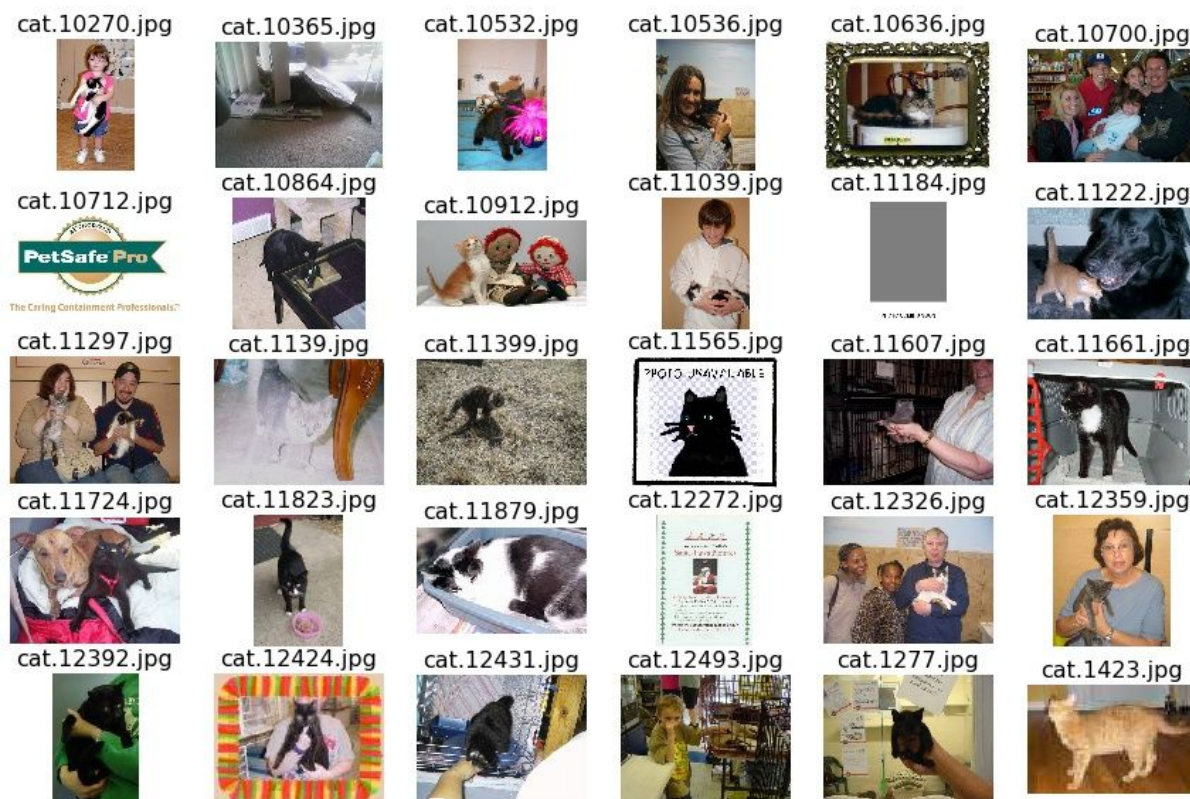 cat.10270.jpg
cat.10365.jpg
cat.10532.jpg
cat.10536.jpg
cat.10636.jpg
cat.10700.jpg
cat.10712.jpg
PetSafe Pro
The Caring Containment Professionals.
cat.10864.jpg
cat.10912.jpg
cat.11039.jpg
cat.11184.jpg
cat.11222.jpg
cat.11297.jpg
cat.1139.jpg
cat.11399.jpg
cat.11565.jpg
PHOTO UNAVAILABLE
cat.11607.jpg
cat.11661.jpg
cat.11724.jpg
cat.11823.jpg
cat.11879.jpg
cat.12272.jpg
cat.12326.jpg
cat.12359.jpg
cat.12392.jpg
cat.12424.jpg
cat.12431.jpg
cat.12493.jpg
cat.1277.jpg
cat.1423.jpg